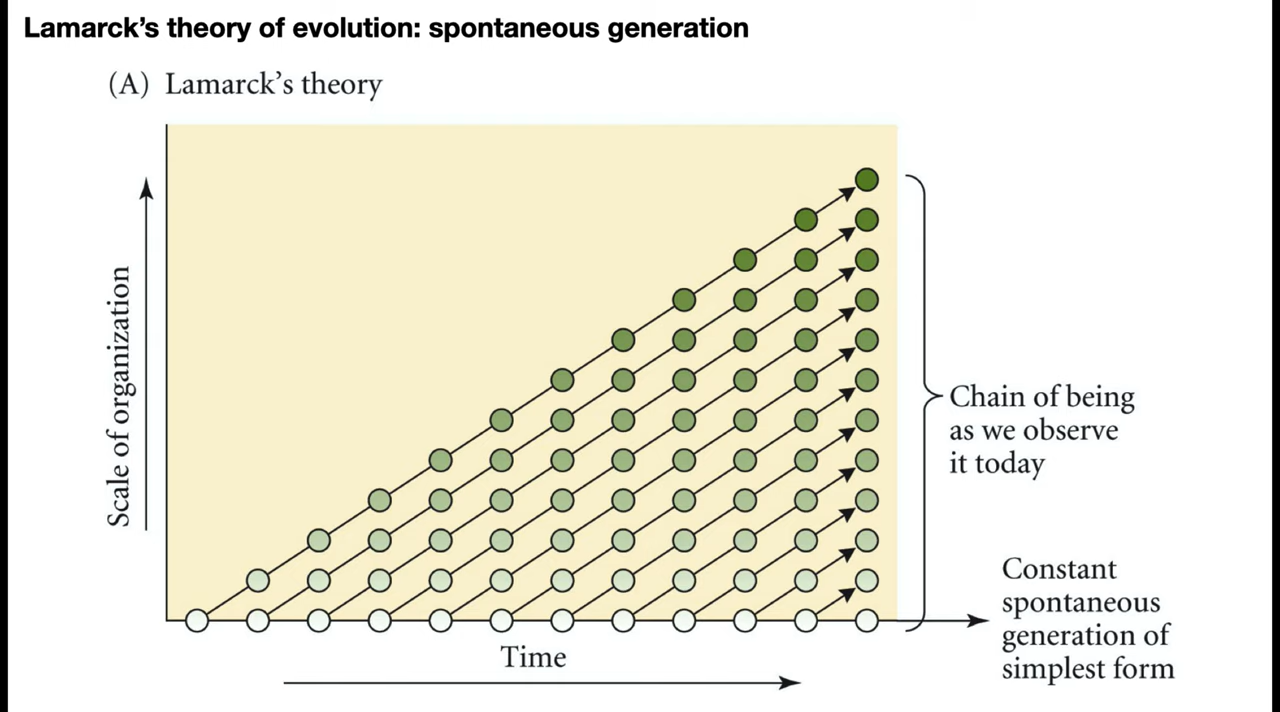 Lamarck’s theory of evolution: spontaneous generation
(A) Lamarck’s theory
Scale of organization
Chain of being
as we observe
it today
Constant
spontaneous
generation of
simplest form
Time